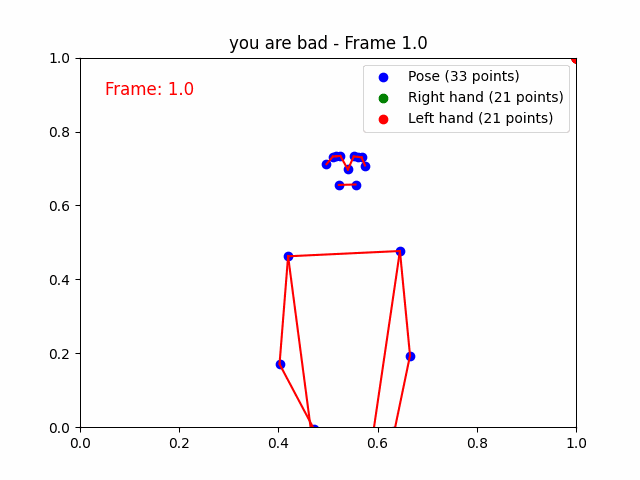 you are bad - Frame 1.0
Frame: 1.0
Pose (33 points)
Right hand (21 points)
Left hand (21 points)
1.0
0.8
0.6
0.4
0.2
0.0
0.0 0.2 0.4 0.6 0.8 1.0